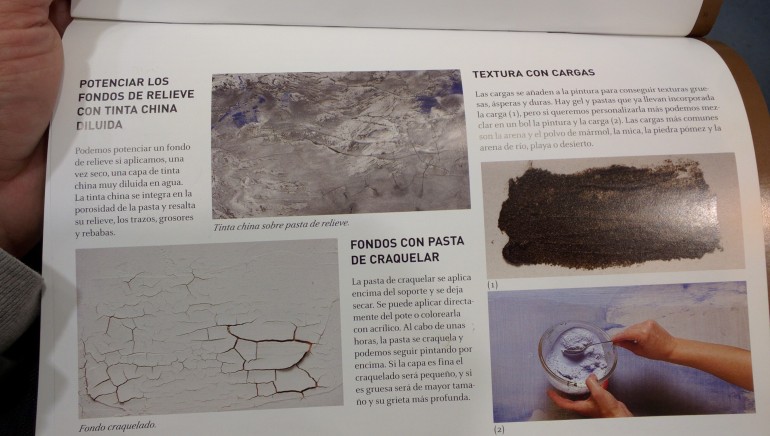 POTENCIAR LOS
FONDOS DE RELIEVE
CON TINTA CHINA
DILUIDA
Podemos potenciar un fondo
de relieve si aplicamos, una
vez seco, una capa de tinta
china muy diluida en agua.
La tinta china se integra en la
porosidad de la pasta y resalta
su relieve, los trazos, grosores
y rebabas.
Tinta china sobre pasta de relieve.
FONDOS CON PASTA
DE CRAQUELAR
La pasta de craquelar se aplica
encima del soporte y se deja
secar. Se puede aplicar directa-
mente del pote o colorearla
con acrílico. Al cabo de unas
horas, la pasta se craquela y
podemos seguir pintando por
encima. Si la capa es fina el
craquelado será pequeño, y si
es gruesa será de mayor tama-
ño y su grieta más profunda.
Fondo craquelado.
TEXTURA CON CARGAS
Las cargas se añaden a la pintura para conseguir texturas grue-
sas, ásperas y duras. Hay gel y pastas que ya llevan incorporada
la carga (1), pero si queremos personalizarla más podemos mez-
clar en un bol la pintura y la carga (2). Las cargas más comunes
son la arena y el polvo de mármol, la mica, la piedra pómez y la
arena de río, playa o desierto.
(1)
(2)